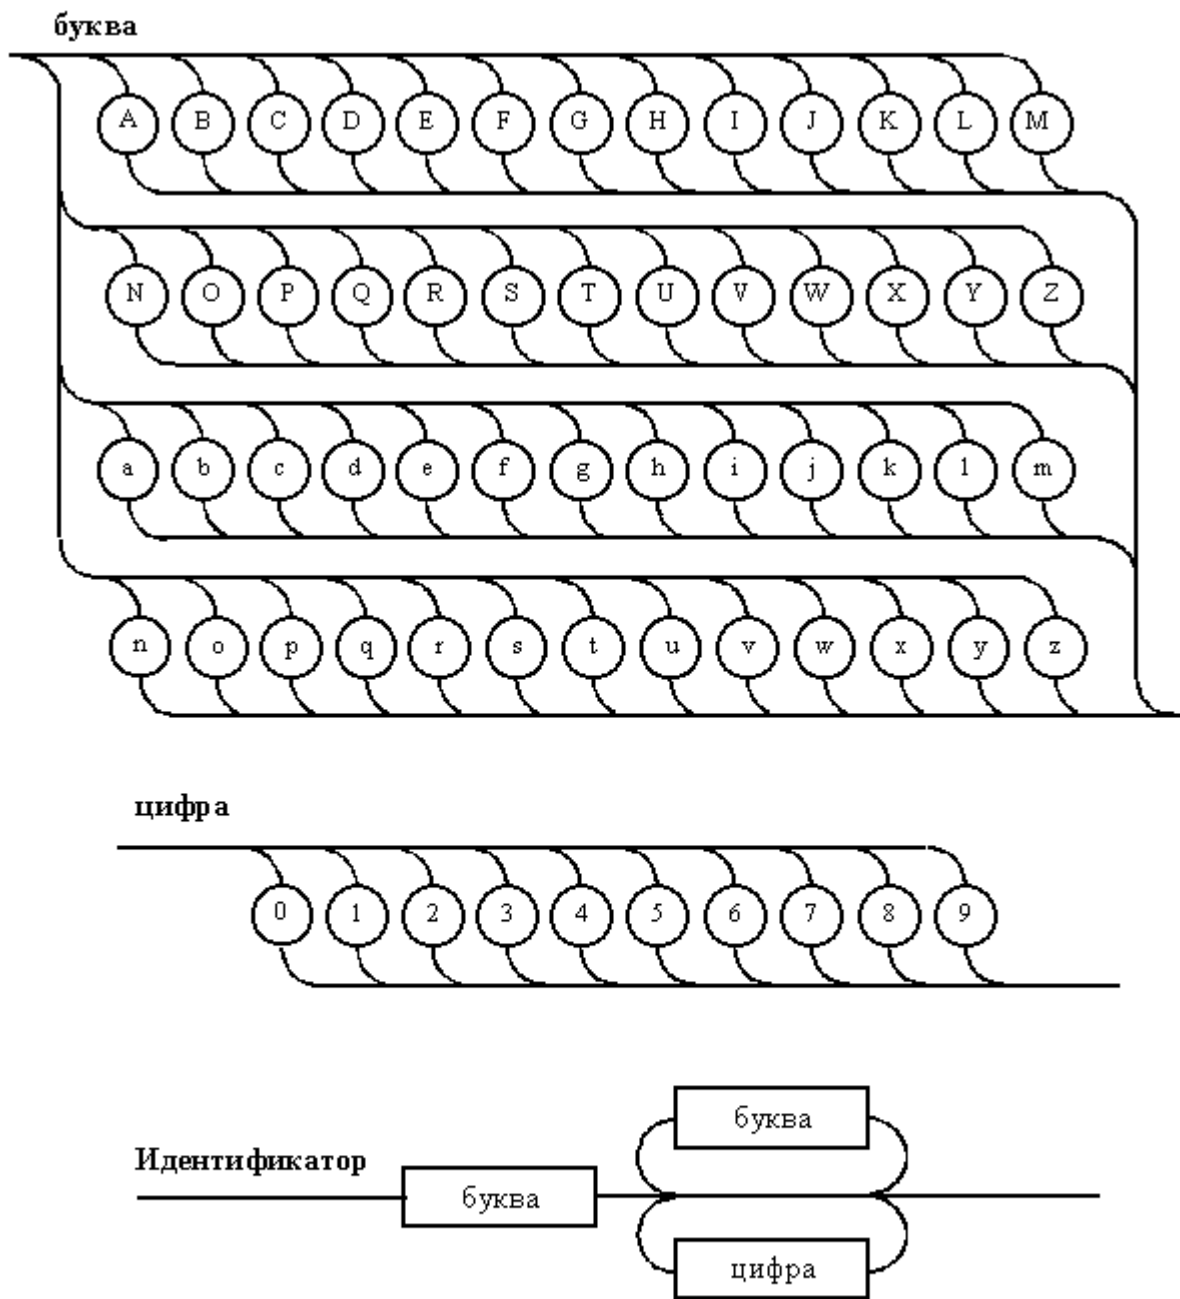 буква
A B C D E F G H I J K L M
N O P Q R S T U V W X Y Z
a b c d e f g h i j k l m
n o p q r s t u v w x y z
цифра
0 1 2 3 4 5 6 7 8 9
буква
Идентификатор
буква
цифра